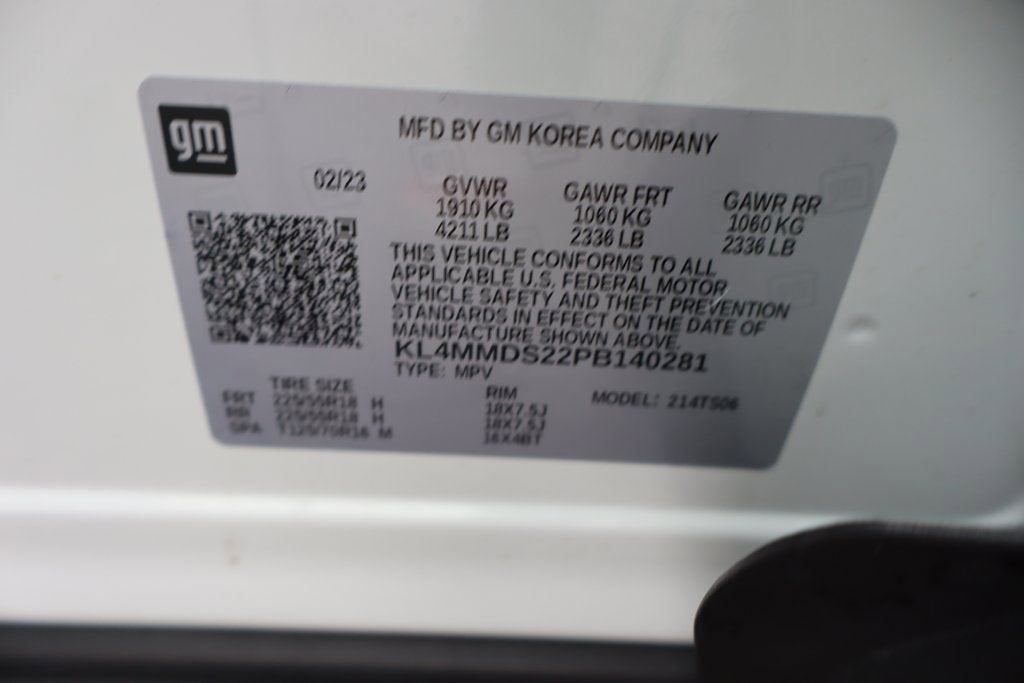 gm
MFD BY GM KOREA COMPANY
02/23
GVWR
1910 KG
4211 LB
GAWR FRT
1060 KG
2336 LB
GAWR RR
1060 KG
2336 LB
THIS VEHICLE CONFORMS TO ALL
APPLICABLE U.S. FEDERAL MOTOR
VEHICLE SAFETY AND THEFT PREVENTION
STANDARDS IN EFFECT ON THE DATE OF
MANUFACTURE SHOWN ABOVE.
KL4MMDS22PB140281
TYPE: MPV
TIRE SIZE
FRT 225/55R18 H
RR 225/55R18 H
SPA T125/70R16 M
RIM
18X7.5J
18X7.5J
16X4BT
MODEL: 214TS06